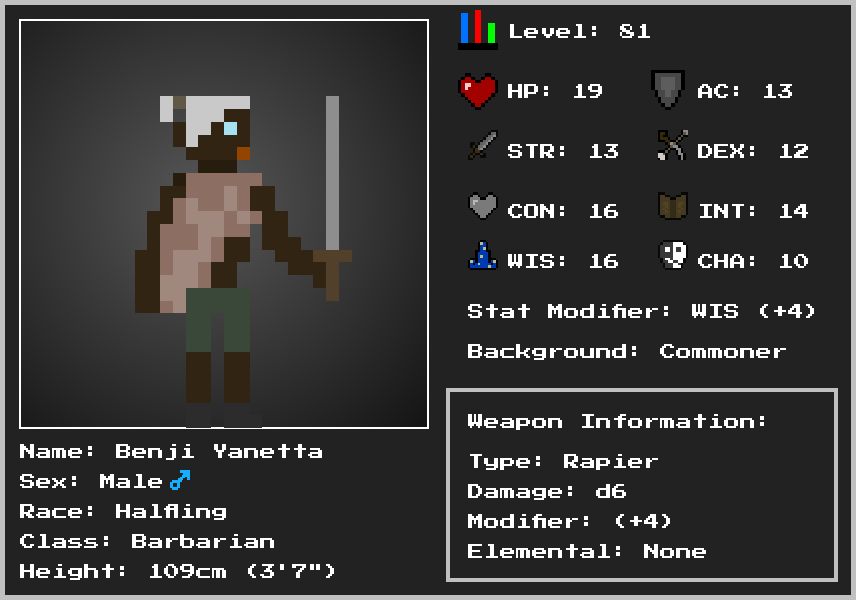 Level: 81
HP: 19 AC: 13
STR: 13 DEX: 12
CON: 16 INT: 14
WIS: 16 CHA: 10
Stat Modifier: WIS (+4)
Background: Commoner
Weapon Information:
Type: Rapier
Damage: d6
Modifier: (+4)
Elemental: None
Name: Benji Yanetta
Sex: Male ♂
Race: Halfling
Class: Barbarian
Height: 109cm (3'7")